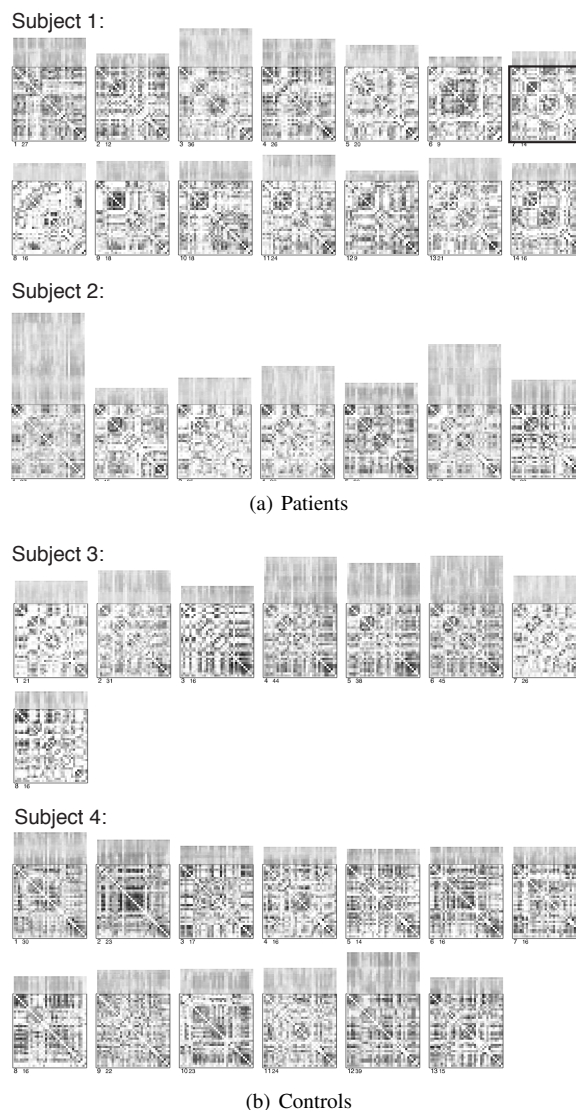 Subject 1:
1 27 2 12 3 36 4 26 5 20 6 9 7 14
8 16 9 18 10 18 11 24 12 9 13 21 14 16
Subject 2:
(a) Patients
Subject 3:
1 21 2 31 3 16 4 44 5 38 6 45 7 26
8 16
Subject 4:
1 30 2 23 3 17 4 16 5 14 6 16 7 16
8 16 9 22 10 23 11 24 12 39 13 15
(b) Controls